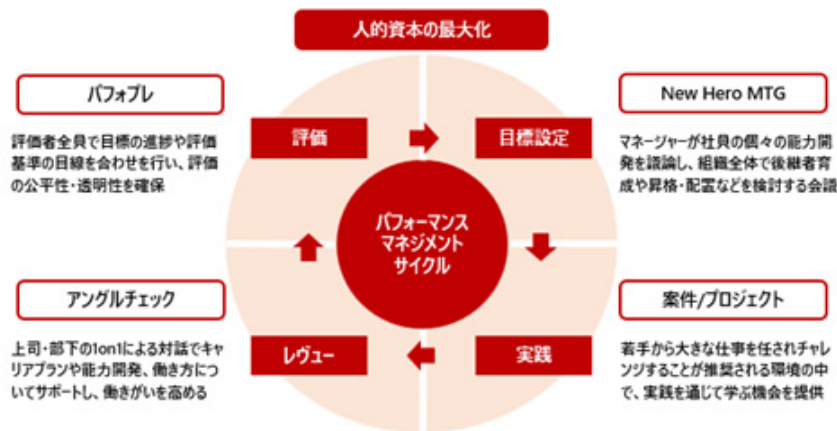 人的資本の最大化
パフォプレ
評価者全員で目標の進捗や評価
基準の目線を合わせを行い、評価
の公平性・透明性を確保
評価
目標設定
New Hero MTG
マネージャーが社員の個々の能力開
発を議論し、組織全体で後継者育
成や昇格・配置などを検討する会議
パフォーマンス
マネジメント
サイクル
アングルチェック
上司・部下の1on1による対話でキャ
リアプランや能力開発、働き方につ
いてサポートし、働きがいを高める
レヴュー
実践
案件/プロジェクト
若手から大きな仕事を任されチャレ
ンジすることが推奨される環境の中
で、実践を通じて学ぶ機会を提供